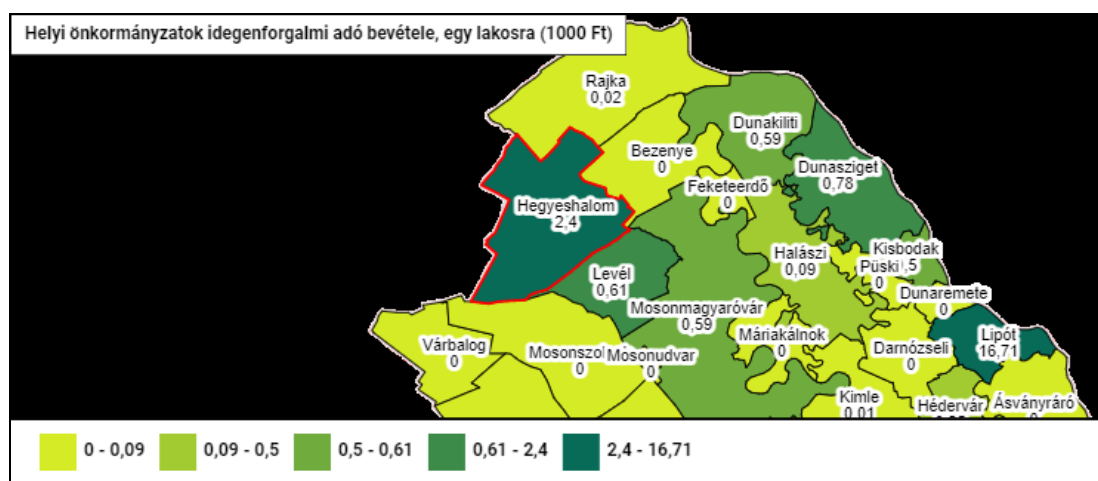 Helyi önkormányzatok idegenforgalmi adó bevétele, egy lakosra (1000 Ft)
Rajka
0,02
Dunakiliti
0,59
Bezenye
0
Dunasziget
0,78
Feketeerdő
0
Hegyeshalom
2,4
Halászi
0,09
Kisbodak
Püski
0
Levél
0,61
Dunaremete
0
Mosonmagyaróvár
0,59
Máriakálnok
0
Lipót
16,71
Várbalog
0
Darnózseli
0
0
Mosonudvar
0
Kimle
0,01
Hédervár
Ásványráró
0 - 0,09
0,09 - 0,5
0,5 - 0,61
0,61 - 2,4
2,4 - 16,71